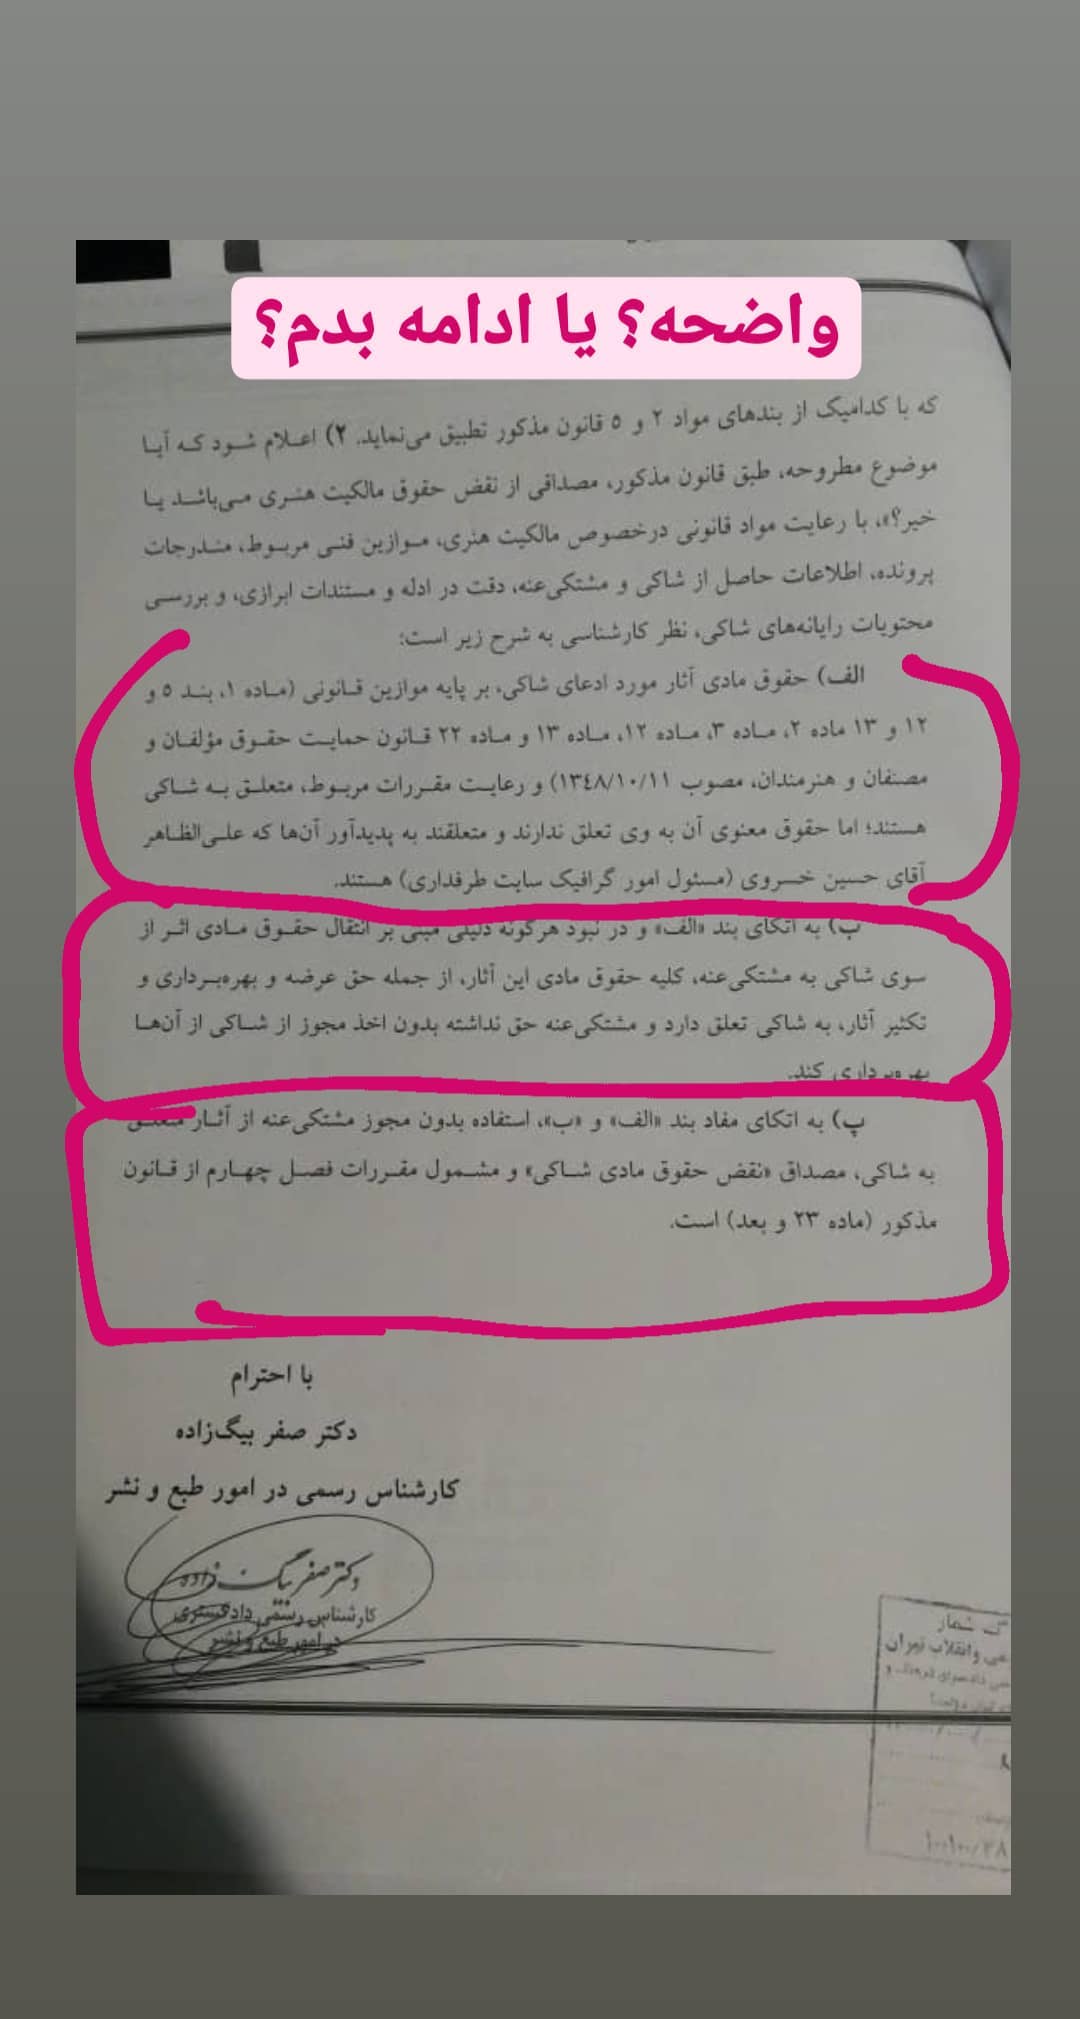 واضحه؟ یا ادامه بدم؟
که با کدامیک از بندهای مواد ۲ و ۵ قانون مذکور تطبیق می‌نماید. ۲) اعلام شود که آیا
موضوع مطروحه، طبق قانون مذکور، مصداقی از نقض حقوق مالکیت هنری می‌باشد یا
خیر؟»، با رعایت مواد قانونی درخصوص مالکیت هنری، موازین فنی مربوط، مندرجات
پرونده، اطلاعات حاصل از شاکی و مشتکی‌عنه، دقت در ادله و مستندات ابرازی، و بررسی
محتویات رایانه‌های شاکی، نظر کارشناسی به شرح زیر است:
الف) حقوق مادی آثار مورد ادعای شاکی، بر پایه موازین قانونی (ماده ۱، بند ۵ و
۱۲ و ۱۳ ماده ۲، ماده ۳، ماده ۱۲، ماده ۱۳ و ماده ۲۲ قانون حمایت حقوق مؤلفان و
مصنفان و هنرمندان، مصوب ۱۳۴۸/۱۰/۱۱) و رعایت مقررات مربوط، متعلق به شاکی
هستند؛ اما حقوق معنوی آن به وی تعلق ندارند و متعلقند به پدیدآور آن‌ها که علی‌الظاهر
آقای حسین خسروی (مسئول امور گرافیک سایت طرفداری) هستند.
ب) به اتکای بند «الف» و در نبود هرگونه دلیلی مبنی بر انتقال حقوق مادی اثر از
سوی شاکی به مشتکی‌عنه، کلیه حقوق مادی این آثار، از جمله حق عرضه و بهره‌برداری و
تکثیر آثار، به شاکی تعلق دارد و مشتکی‌عنه حق نداشته بدون اخذ مجوز از شاکی از آن‌ها
بهره‌برداری کند.
پ) به اتکای مفاد بند «الف» و «ب»، استفاده بدون مجوز مشتکی‌عنه از آثار متعلق
به شاکی، مصداق «نقض حقوق مادی شاکی» و مشمول مقررات فصل چهارم از قانون
مذکور (ماده ۲۳ و بعد) است.
با احترام
دکتر صفر بیگ‌زاده
کارشناس رسمی در امور طبع و نشر
دکتر صفر بیگ‌زاده
کارشناس رسمی دادگستری
در امور طبع و نشر
وانقلاب تهران